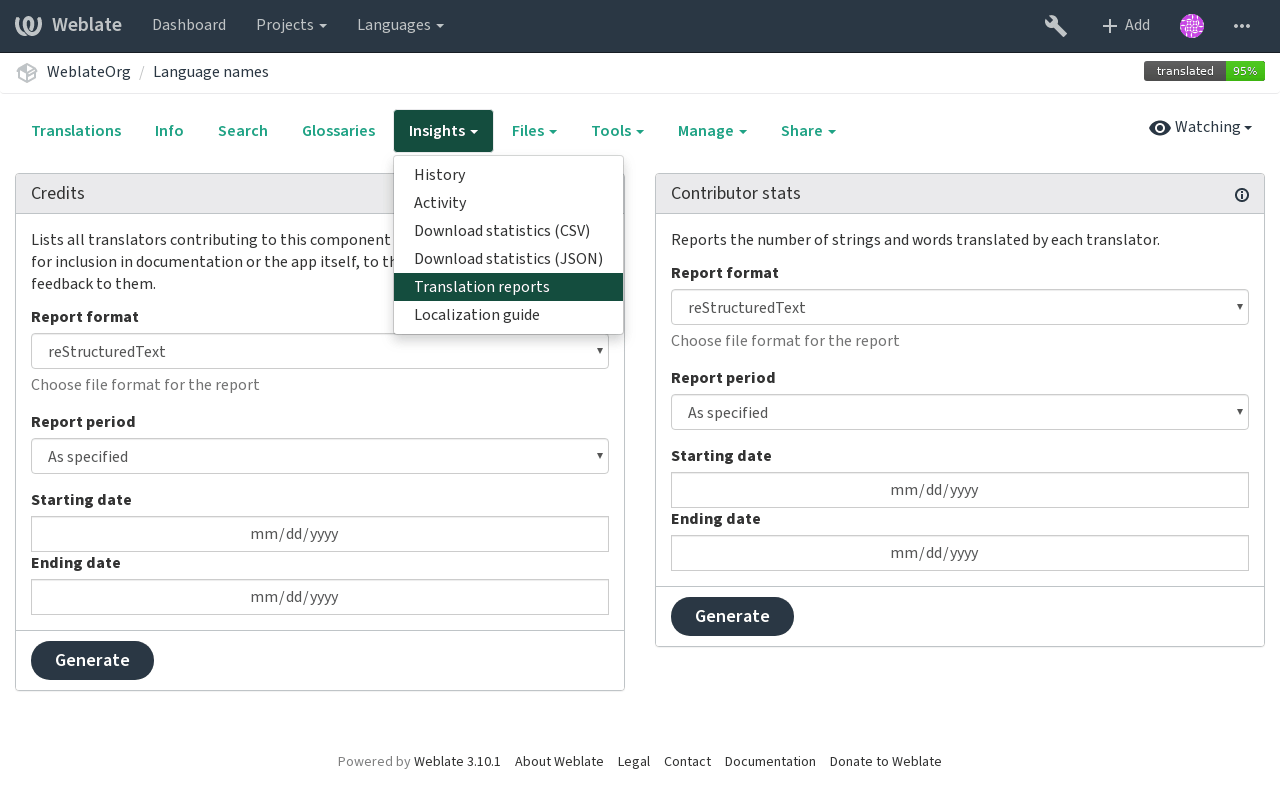 Weblate Dashboard Projects Languages Add
WeblateOrg / Language names translated 95%
Translations Info Search Glossaries Insights Files Tools Manage Share Watching
History
Activity
Download statistics (CSV)
Download statistics (JSON)
Translation reports
Localization guide
Credits
Lists all translators contributing to this component
for inclusion in documentation or the app itself, to th
feedback to them.
Report format
reStructuredText
Choose file format for the report
Report period
As specified
Starting date
mm/dd/yyyy
Ending date
mm/dd/yyyy
Generate
Contributor stats
Reports the number of strings and words translated by each translator.
Report format
reStructuredText
Choose file format for the report
Report period
As specified
Starting date
mm/dd/yyyy
Ending date
mm/dd/yyyy
Generate
Powered by Weblate 3.10.1 About Weblate Legal Contact Documentation Donate to Weblate